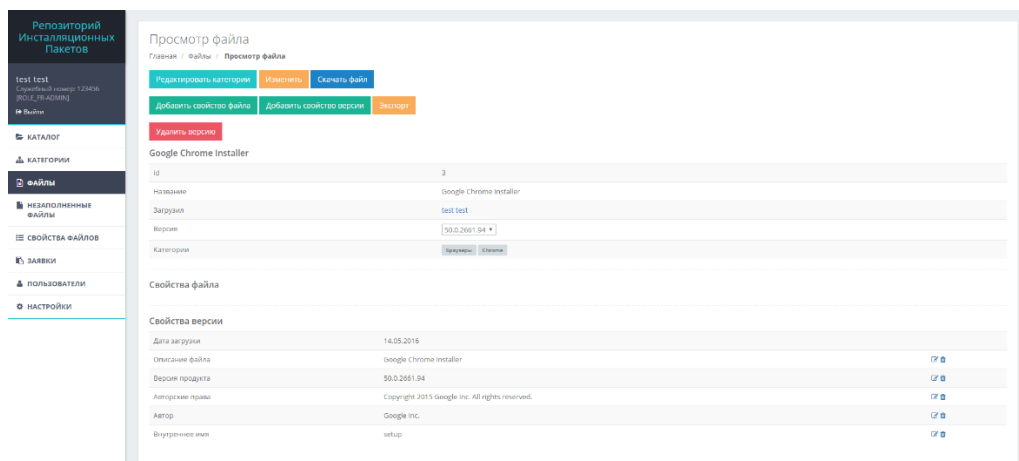 Репозиторий
Инсталляционных
Пакетов
test test
Служебный номер: 123456
[ROLE_FR-ADMIN]
Выйти
КАТАЛОГ
КАТЕГОРИИ
ФАЙЛЫ
НЕЗАПОЛНЕННЫЕ
ФАЙЛЫ
СВОЙСТВА ФАЙЛОВ
ЗАЯВКИ
ПОЛЬЗОВАТЕЛИ
НАСТРОЙКИ
Просмотр файла
Главная / Файлы / Просмотр файла
Редактировать категории Изменить Скачать файл
Добавить свойство файла Добавить свойство версии Экспорт
Удалить версию
Google Chrome Installer
Id 3
Название Google Chrome Installer
Загрузил test test
Версия 50.0.2661.94
Категории Браузеры Chrome
Свойства файла
Свойства версии
Дата загрузки 14.05.2016
Описание файла Google Chrome Installer
Версия продукта 50.0.2661.94
Авторские права Copyright 2015 Google Inc. All rights reserved.
Автор Google Inc.
Внутреннее имя setup